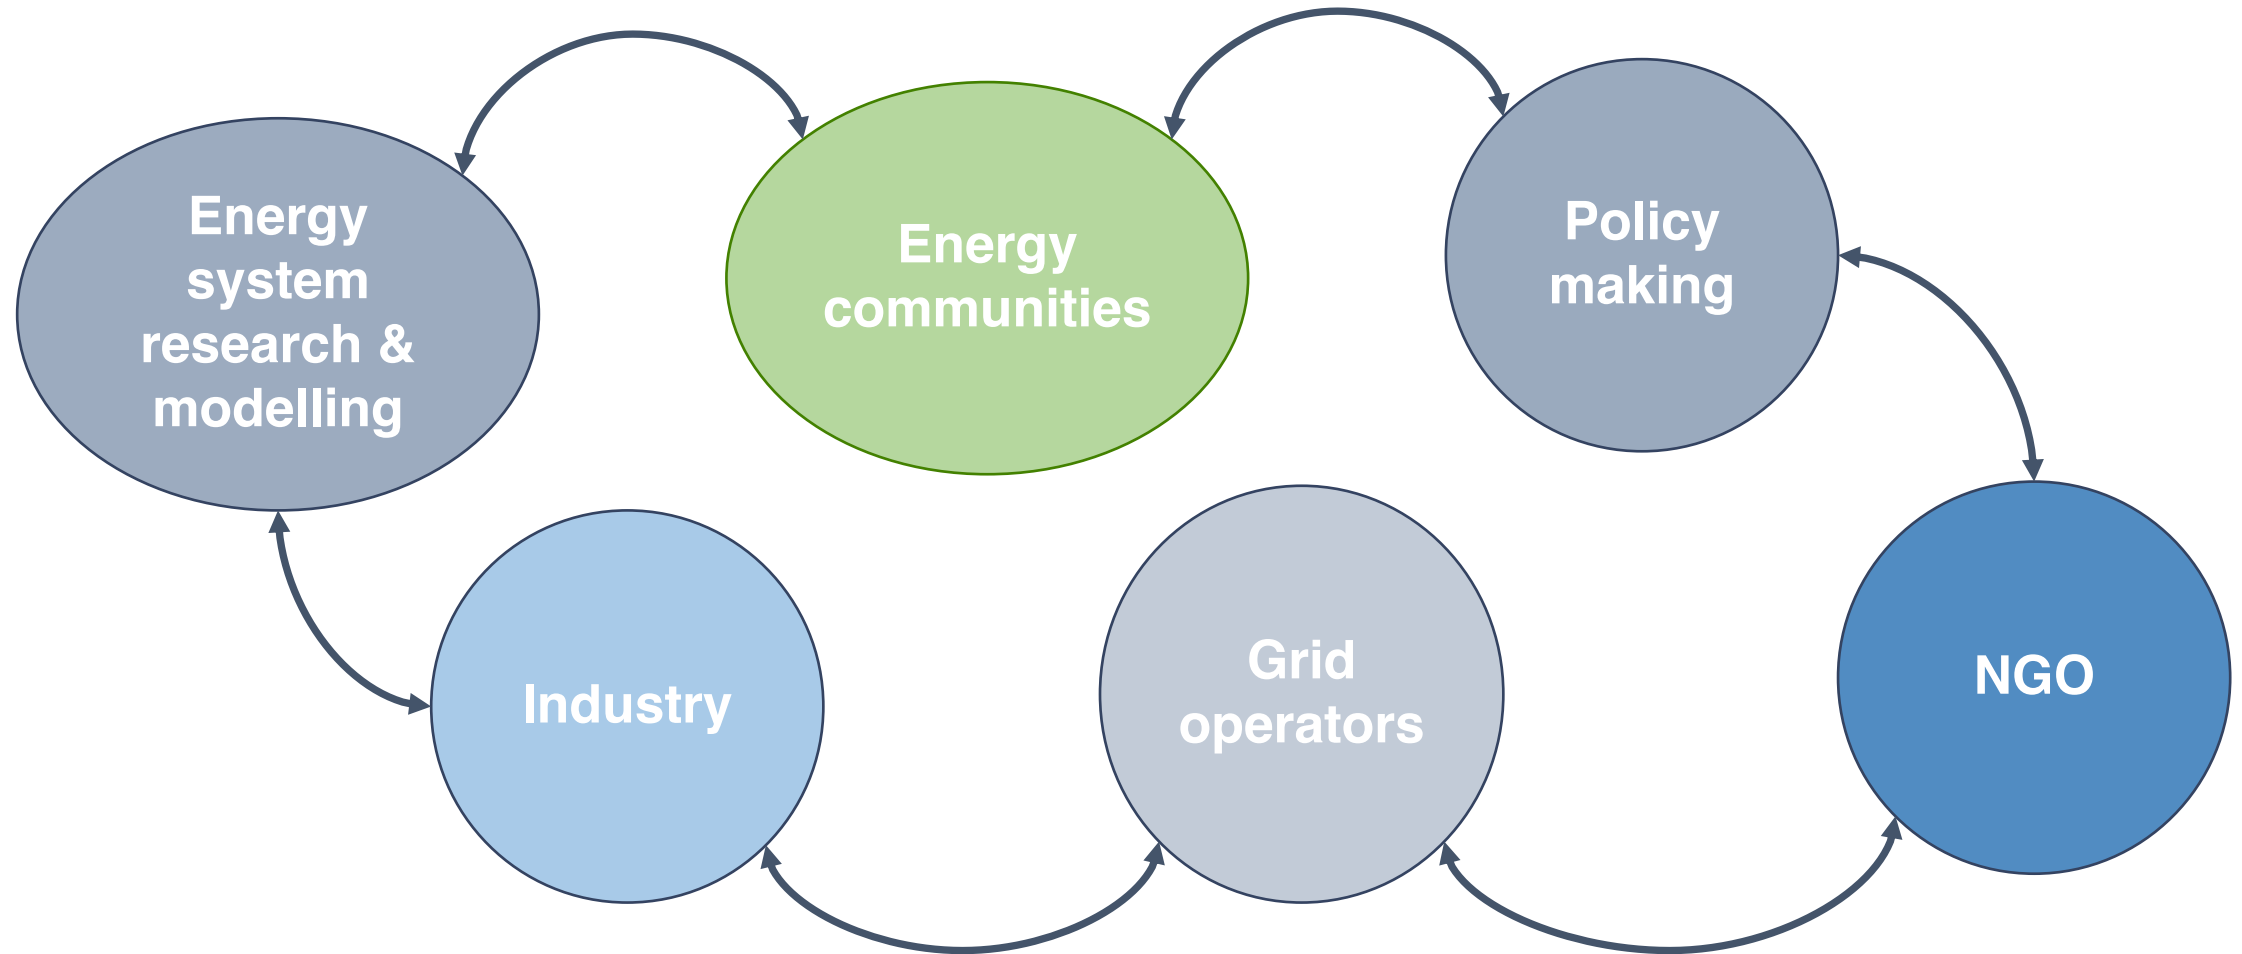 Energy
system
research &
modelling
Energy
communities
Policy
making
Industry
Grid
operators
NGO